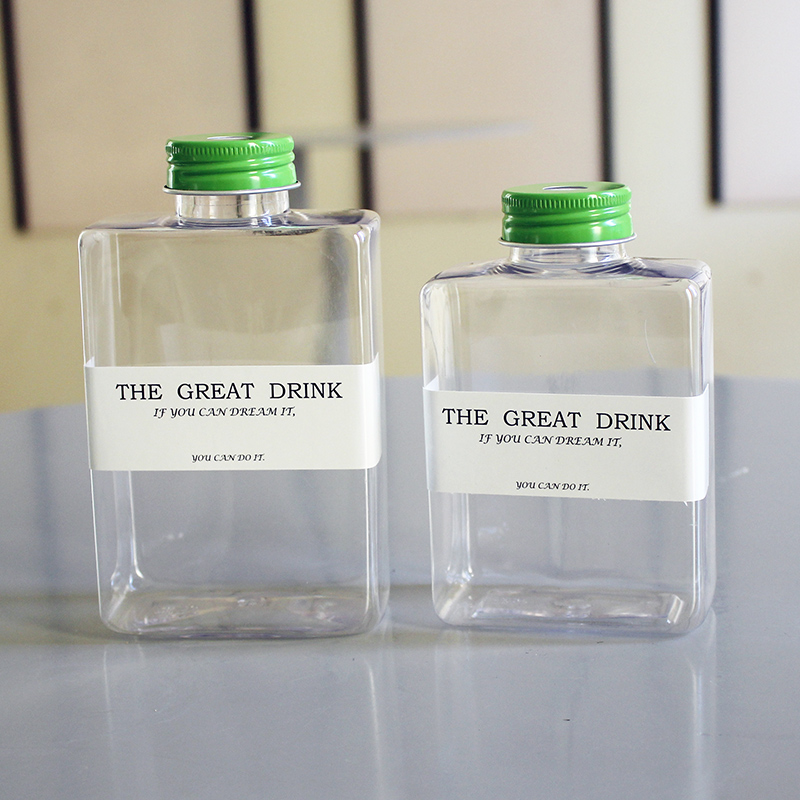 THE GREAT DRINK
IF YOU CAN DREAM IT,
YOU CAN DO IT.
THE GREAT DRINK
IF YOU CAN DREAM IT,
YOU CAN DO IT.